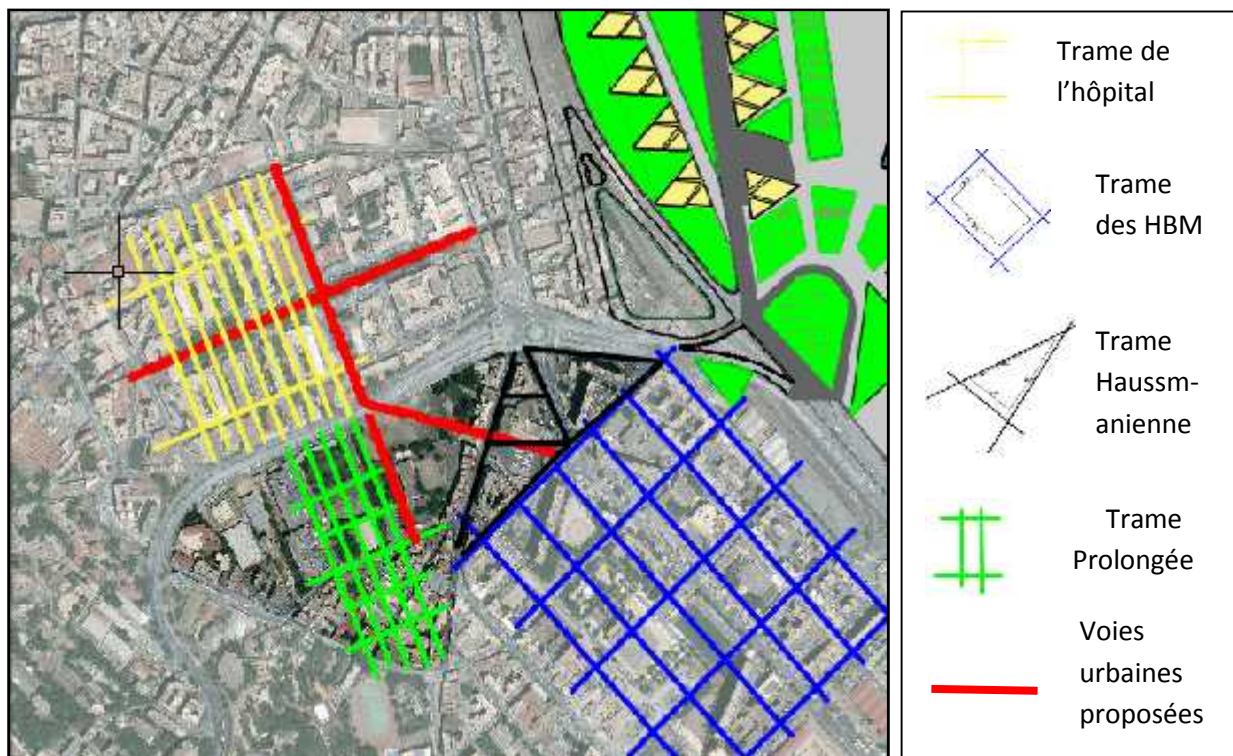 Trame de
l’hôpital
Trame
des HBM
Trame
Haussm-
anienne
Trame
Prolongée
Voies
urbaines
proposées